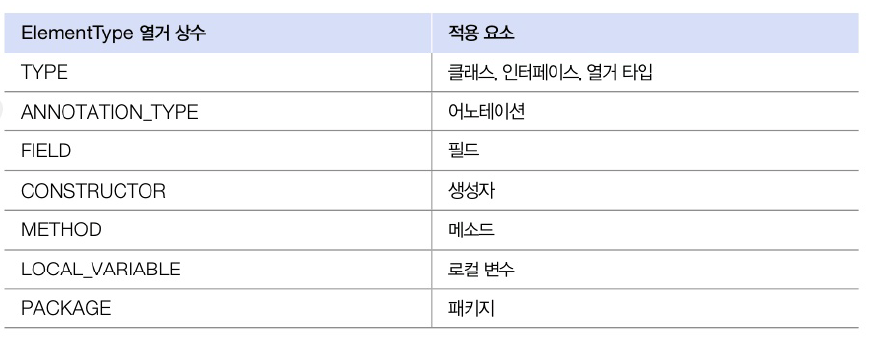 ElementType 열거 상수 적용 요소
TYPE 클래스, 인터페이스, 열거 타입
ANNOTATION_TYPE 어노테이션
FIELD 필드
CONSTRUCTOR 생성자
METHOD 메소드
LOCAL_VARIABLE 로컬 변수
PACKAGE 패키지